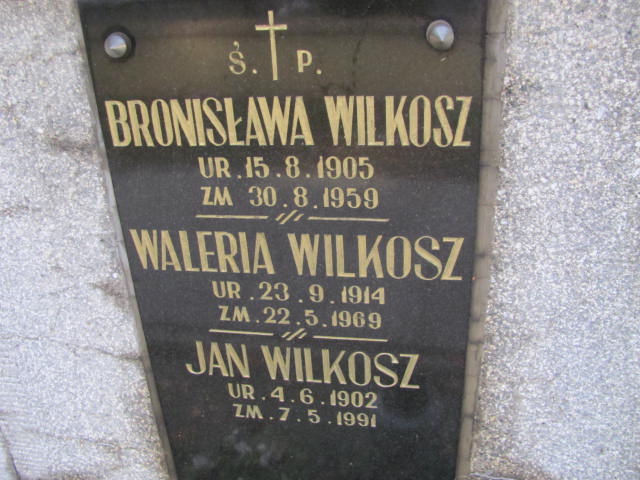 Ś. P.
BRONISŁAWA WILKOSZ
UR. 15.8.1905
ZM 30.8.1959
WALERIA WILKOSZ
UR. 23.9.1914
ZM. 22.5.1969
JAN WILKOSZ
UR. 4.6.1902
ZM. 7.5.1991